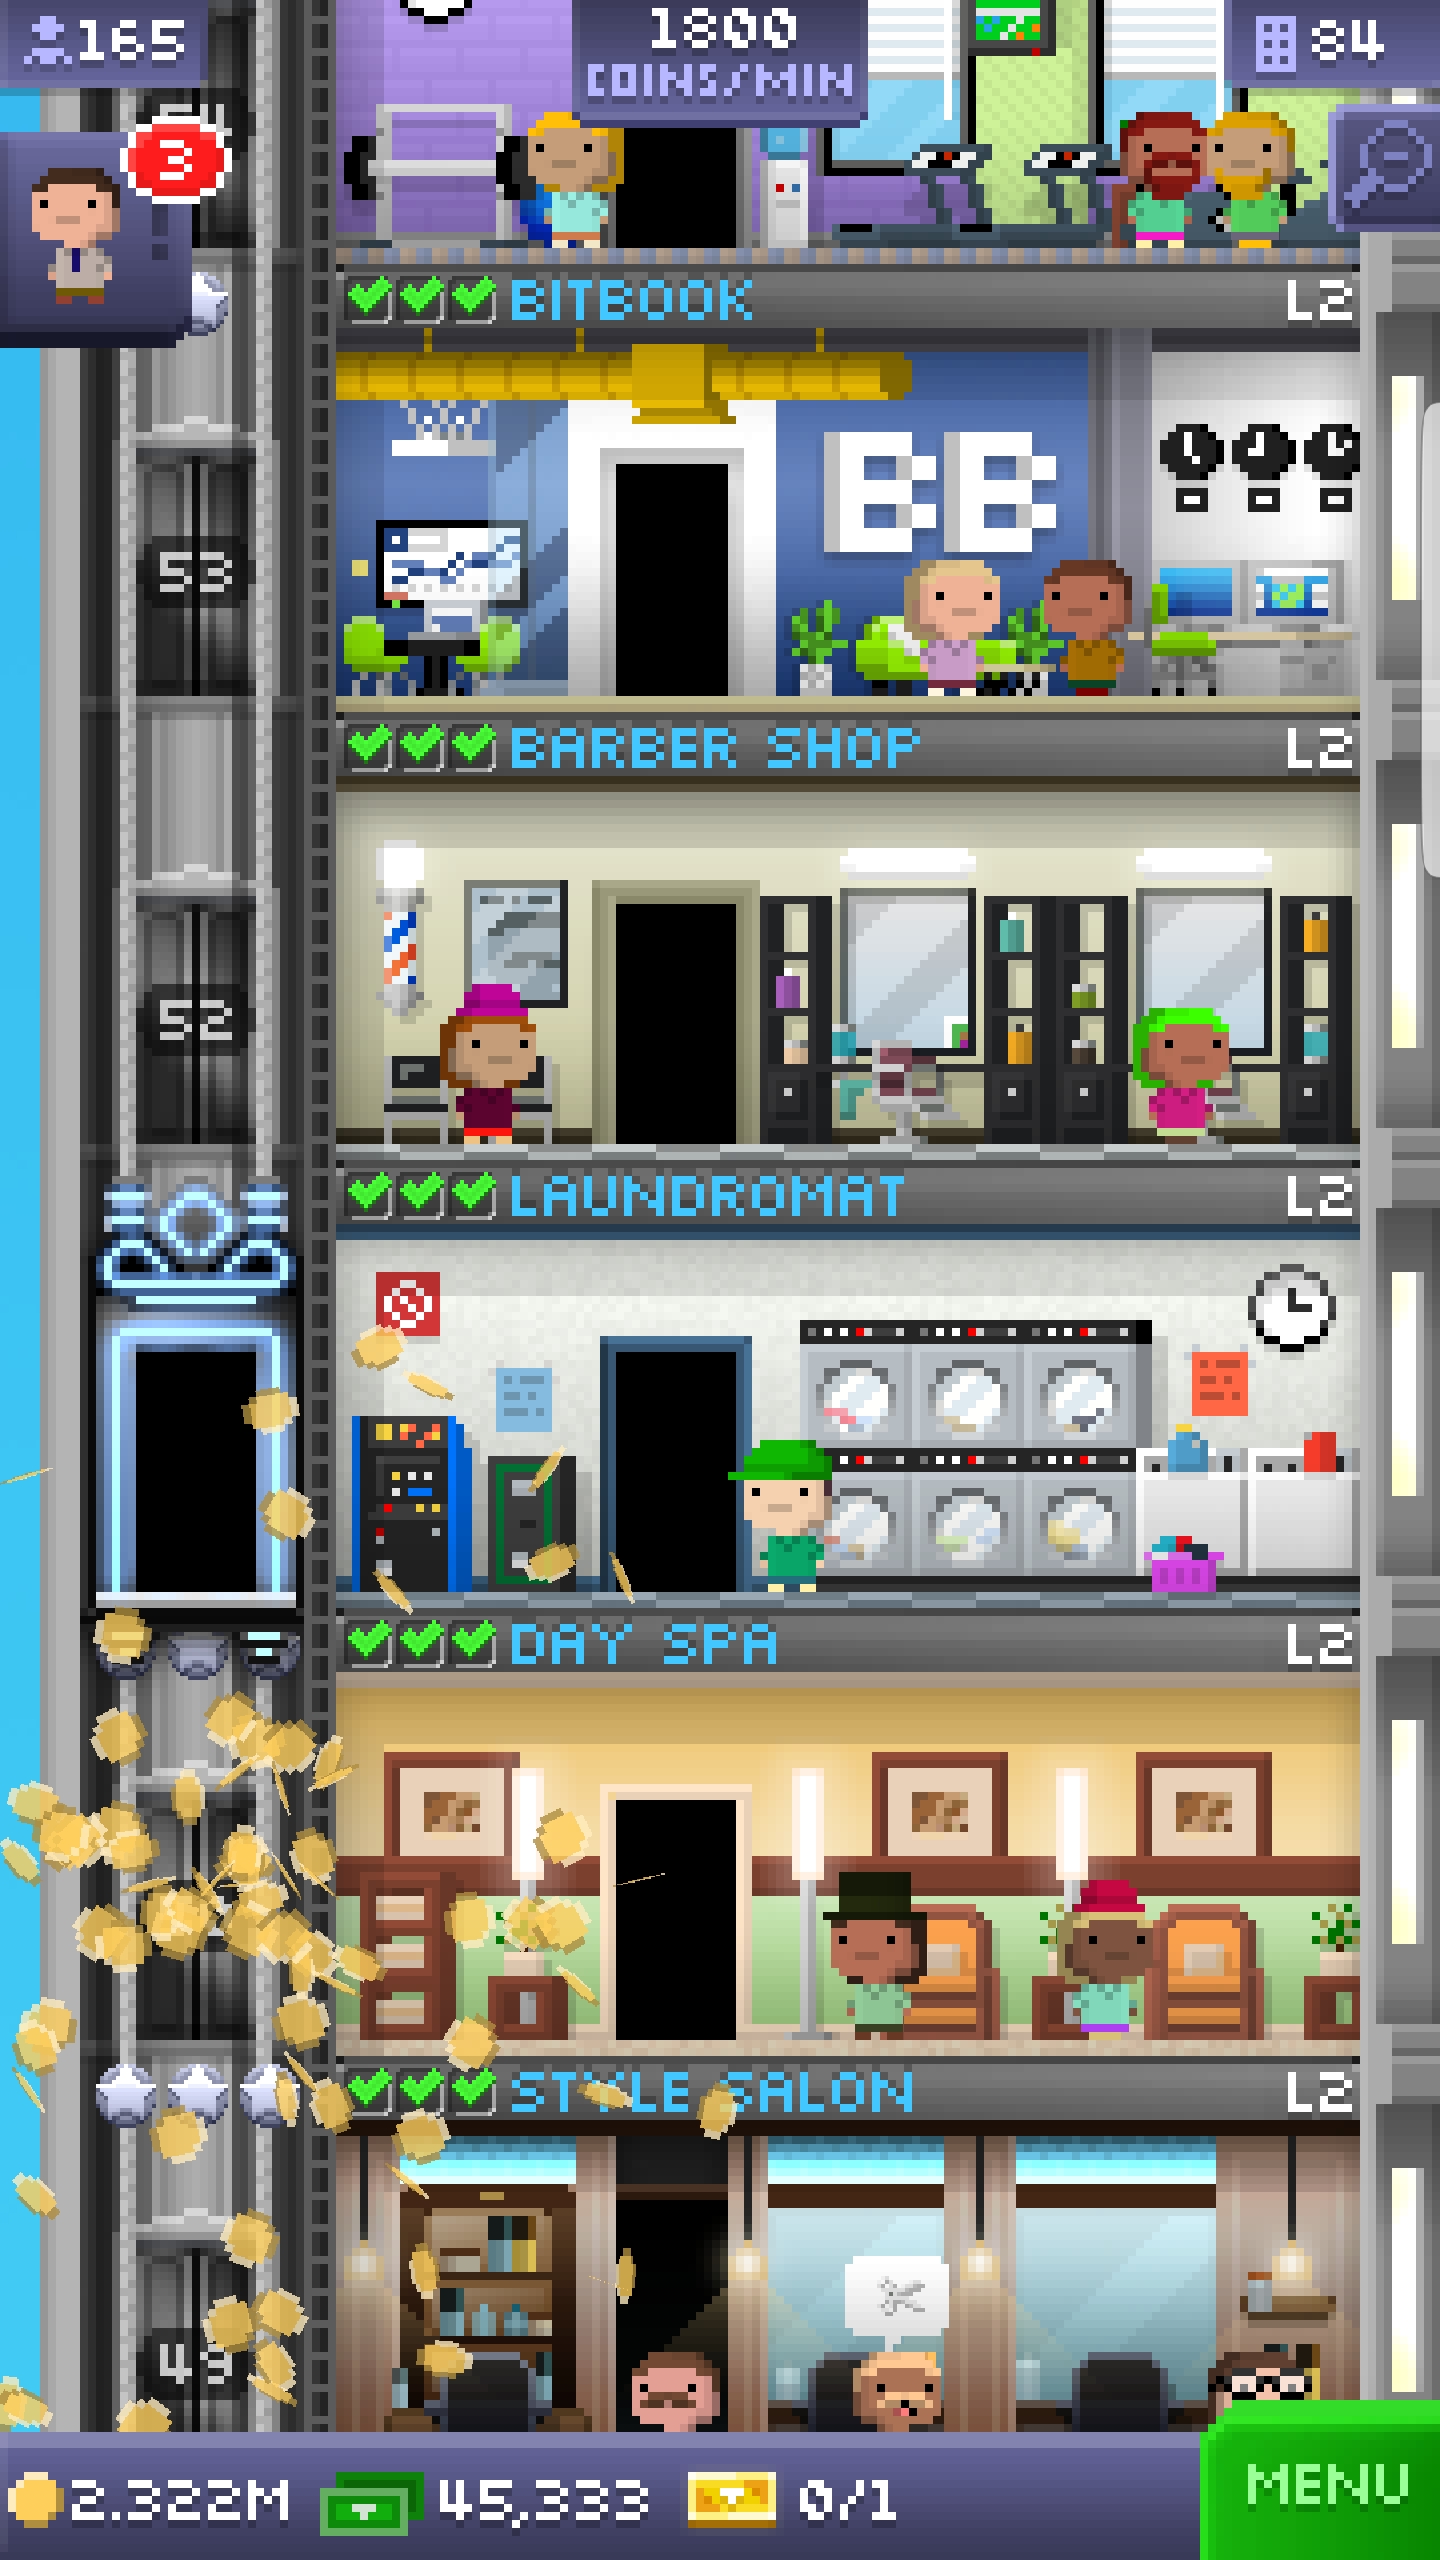 165
1800
COINS/MIN
84
3
BITBOOK L2
BB
53
BARBER SHOP L2
52
LAUNDROMAT L2
DAY SPA L2
STYLE SALON L2
49
2.322M 45,333 0/1
MENU